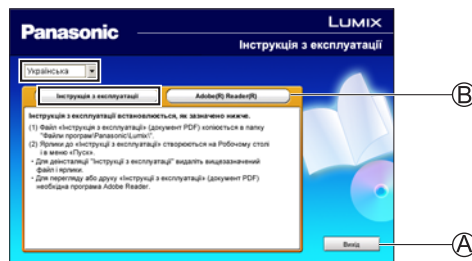 Panasonic
LUMIX
Інструкція з експлуатації
Українська
Інструкція з експлуатації
Adobe(R) Reader(R)
Інструкція з експлуатації встановлюється, як зазначено нижче.
(1) Файл «Інструкція з експлуатації» (документ PDF) копіюється в папку
"Файли програм\Panasonic\Lumix\".
(2) Ярлики до «Інструкції з експлуатації» створюються на Робочому столі
і в меню «Пуск».
- Для деінсталяції "Інструкції з експлуатації" видаліть вищезазначений
файл і ярлики.
- Для перегляду або друку «Інструкції з експлуатації» (документ PDF)
необхідна програма Adobe Reader.
Вихід
B
A